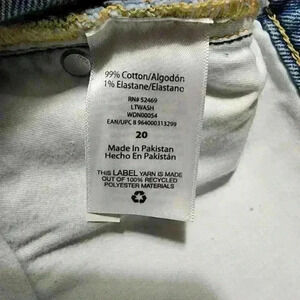 99% Cotton/Algodón
1% Elastane/Elastano
RN# 52469
LTWASH
WDN00054
EAN/UPC 8 964000313299
20
Made In Pakistan
Hecho En Pakistán
THIS LABEL YARN IS MADE
OUT OF 100% RECYCLED
POLYESTER MATERIALS